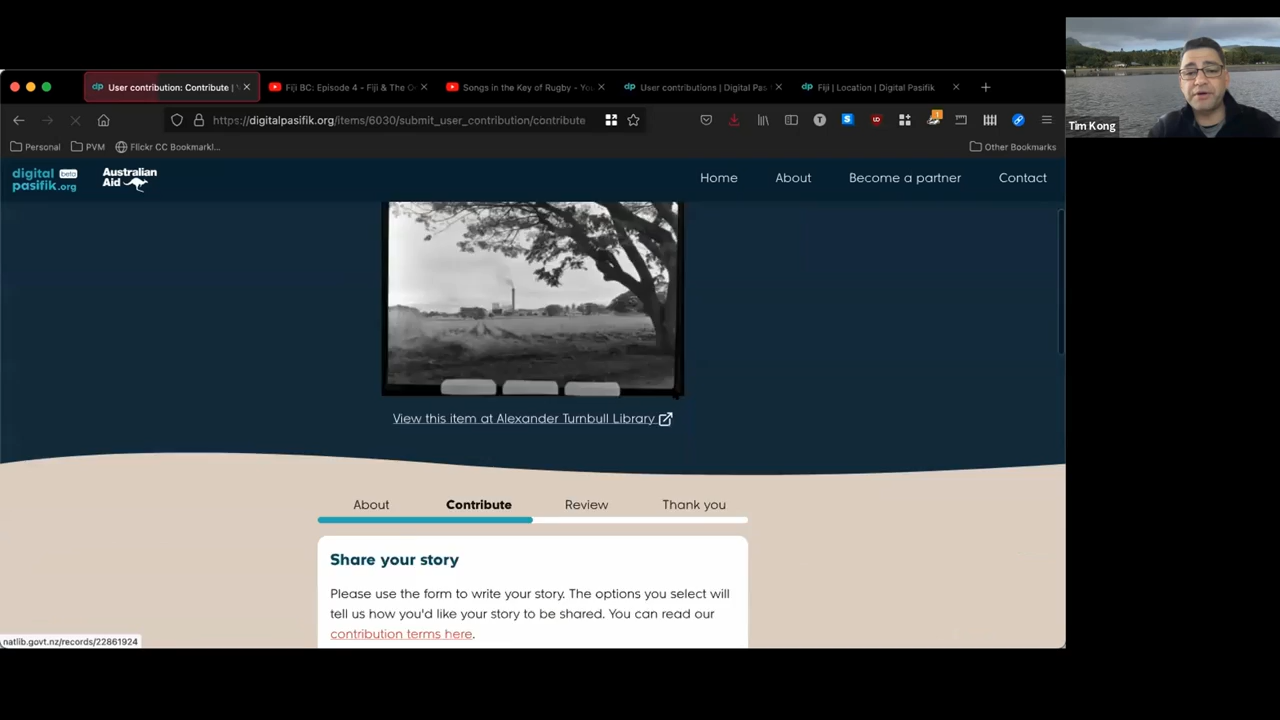 User contribution: Contribute |
Fiji BC: Episode 4 - Fiji & The
Songs in the Key of Rugby - Yo
User contributions | Digital Pas
Fiji | Location | Digital Pasifik
https://digitalpasifik.org/items/6030/submit_user_contribution/contribute
Personal
PVM
Flickr CC Bookmarkl...
Other Bookmarks
Tim Kong
digital beta
pasifik.org
Australian
Aid
Home
About
Become a partner
Contact
View this item at Alexander Turnbull Library
About
Contribute
Review
Thank you
Share your story
Please use the form to write your story. The options you select will
tell us how you'd like your story to be shared. You can read our
contribution terms here.
natlib.govt.nz/records/22861924